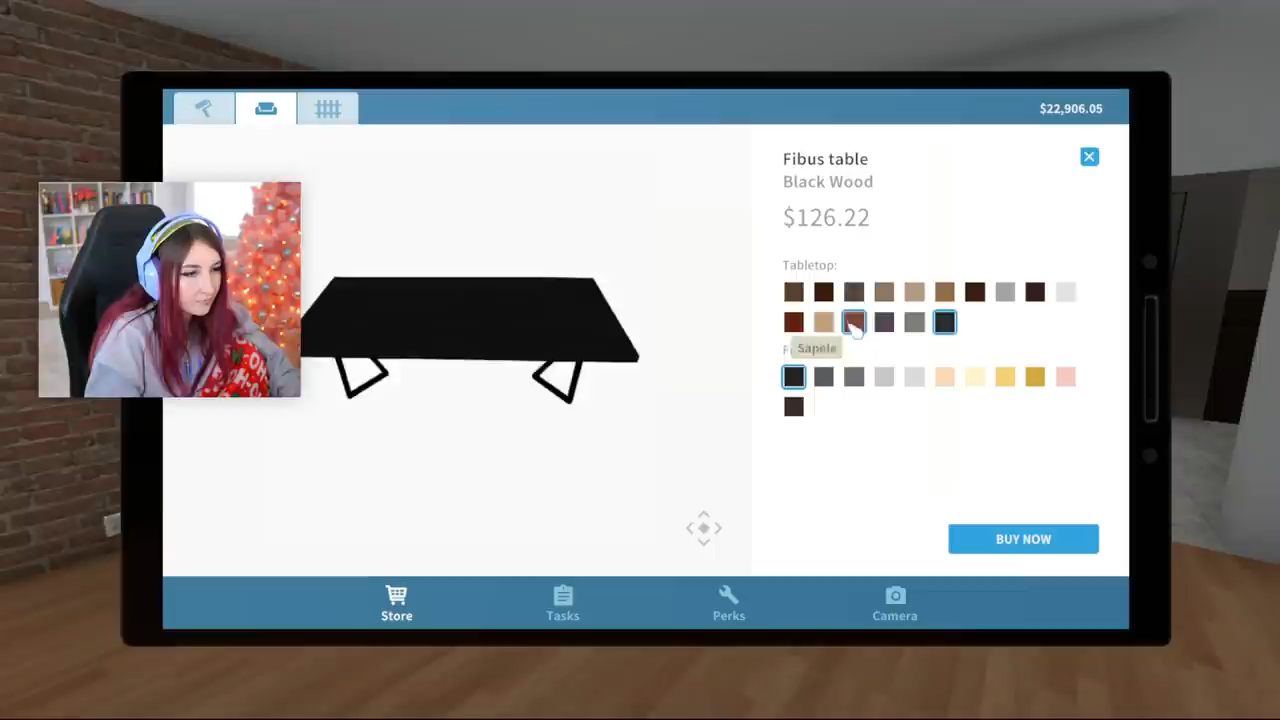 $22,906.05
Fibus table
Black Wood
$126.22
Tabletop:
Sapele
BUY NOW
Store
Tasks
Perks
Camera